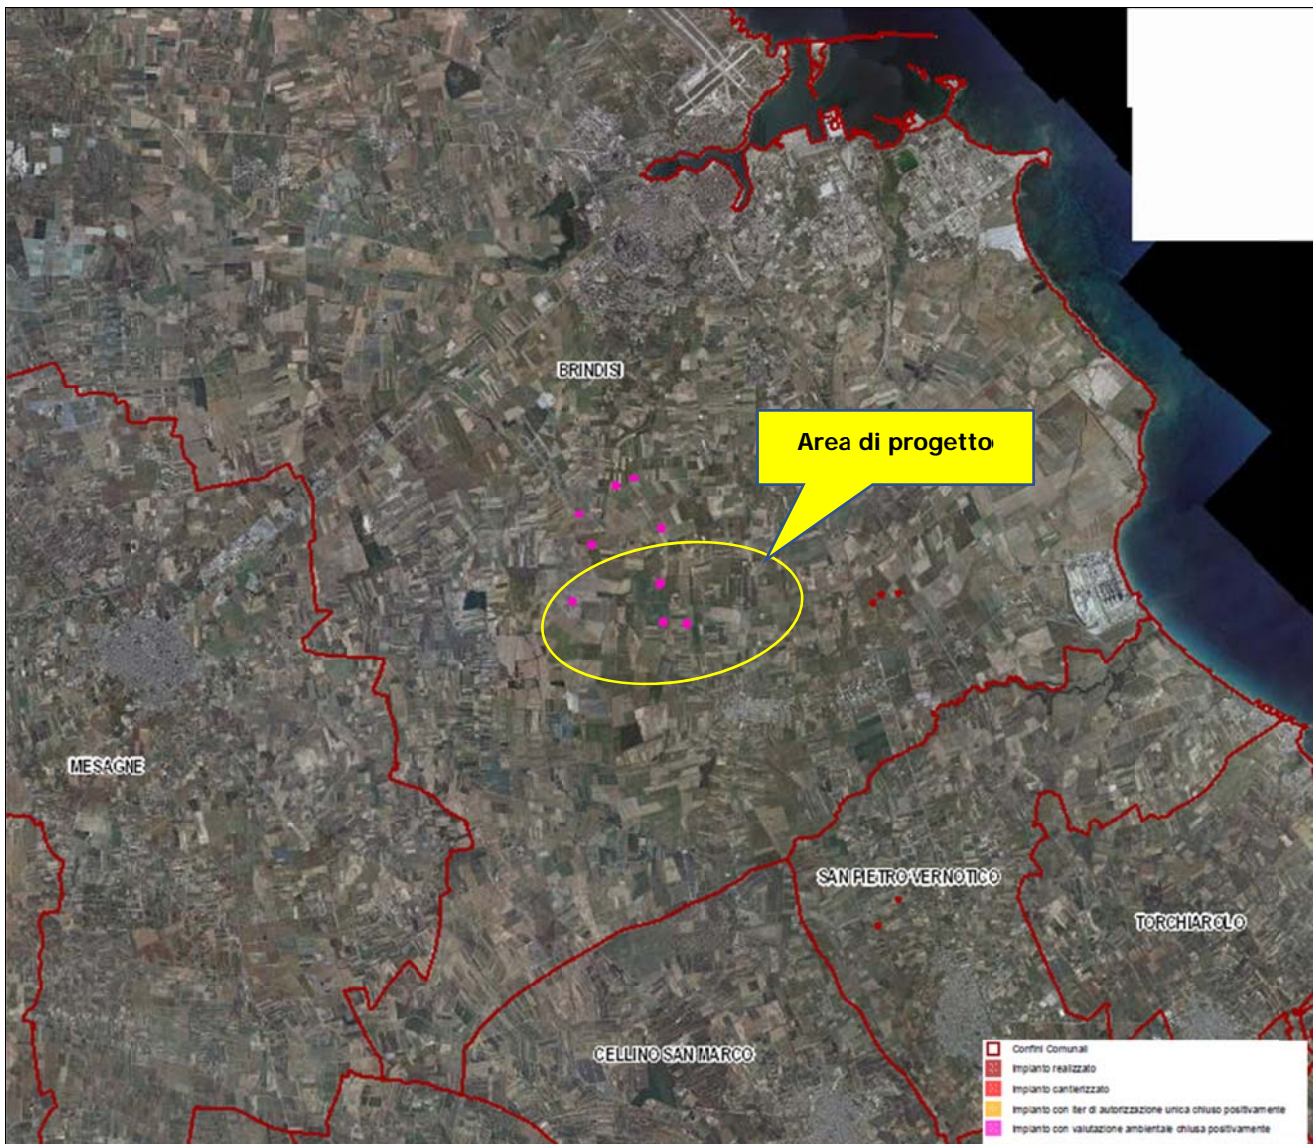 BRINDISI
Area di progetto
MESAGNE
SAN PIETRO VERNOTICO
TORCHIAROLO
CELLINO SAN MARCO
Confini Comunali
Impianto realizzato
Impianto cantierizzato
Impianto con iter di autorizzazione unica chiuso positivamente
Impianto con valutazione ambientale chiusa positivamente